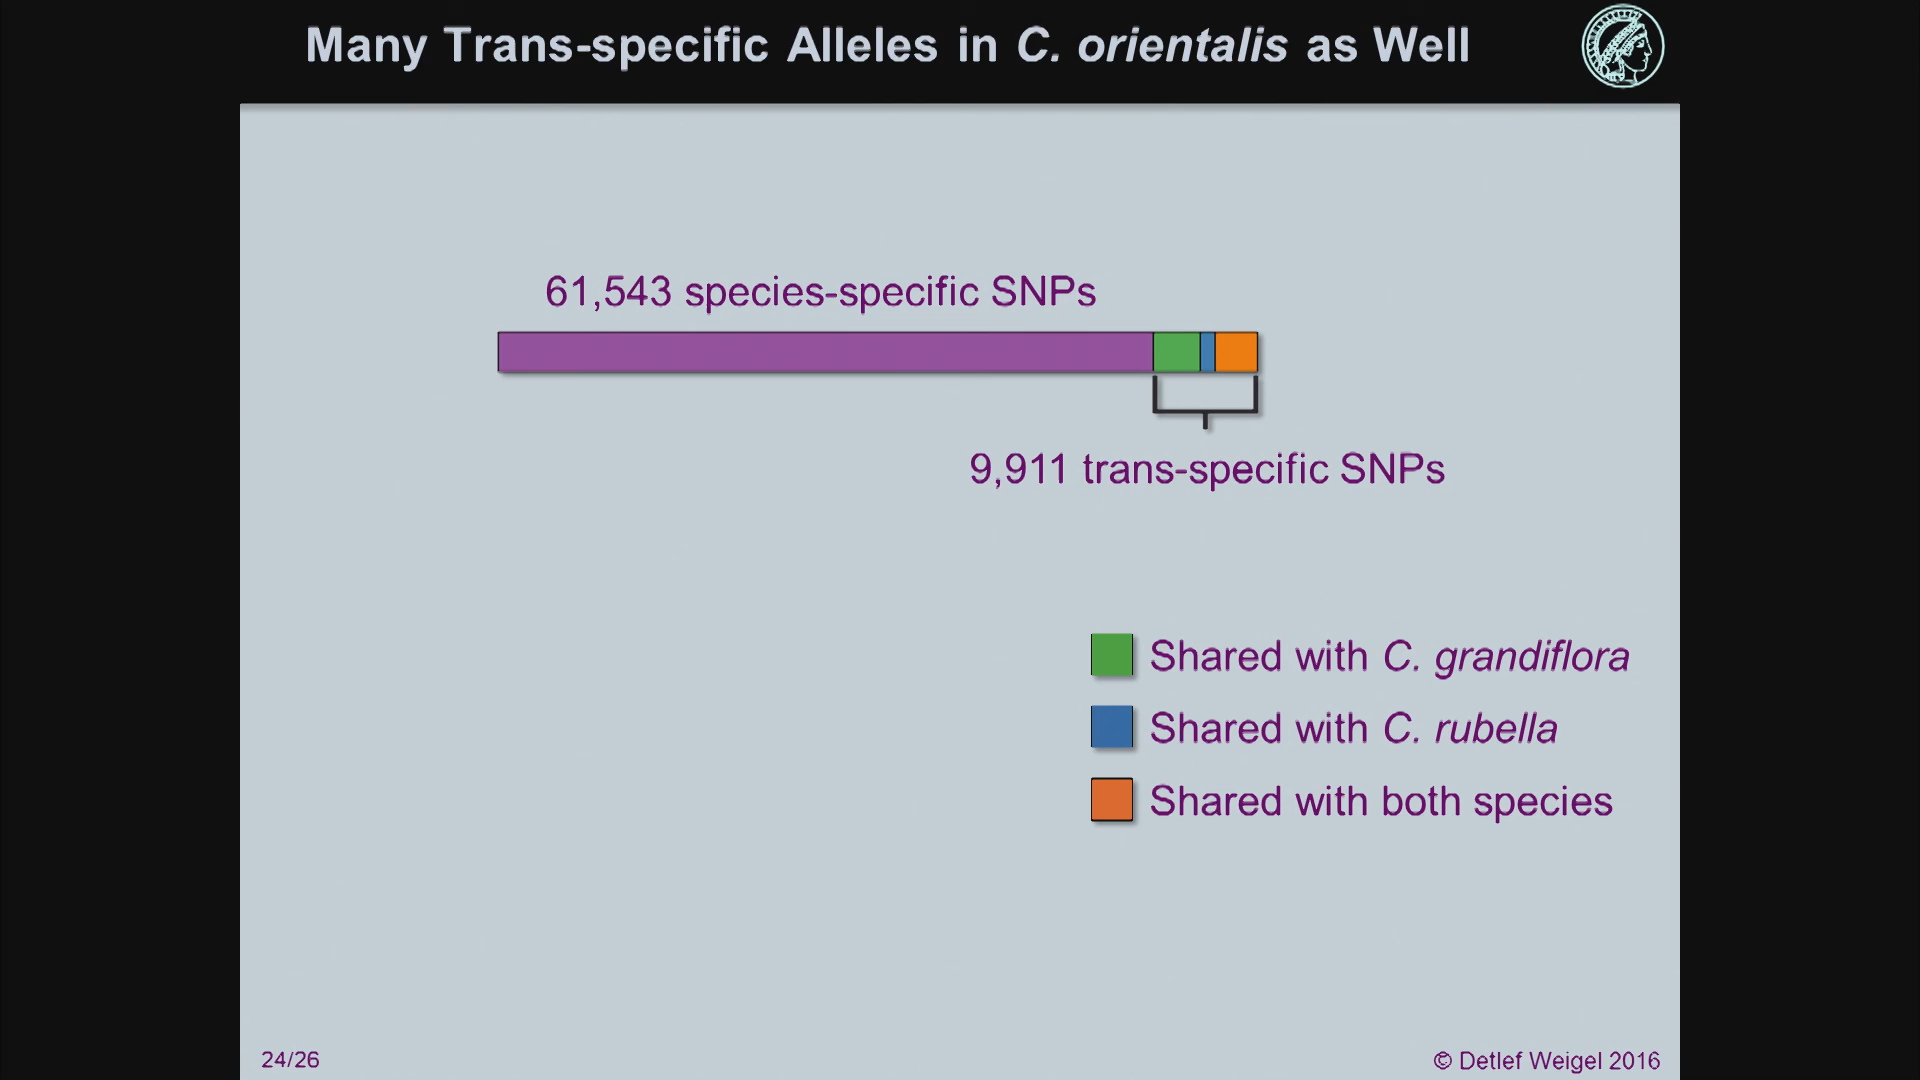 Many Trans-specific Alleles in C. orientalis as Well
61,543 species-specific SNPs
9,911 trans-specific SNPs
Shared with C. grandiflora
Shared with C. rubella
Shared with both species
24/26
© Detlef Weigel 2016